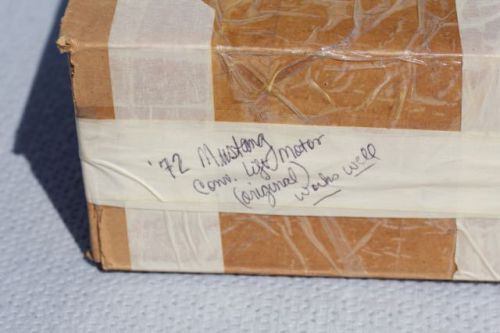 '72 Mustang
Conv. Lift Motor
(original) works well